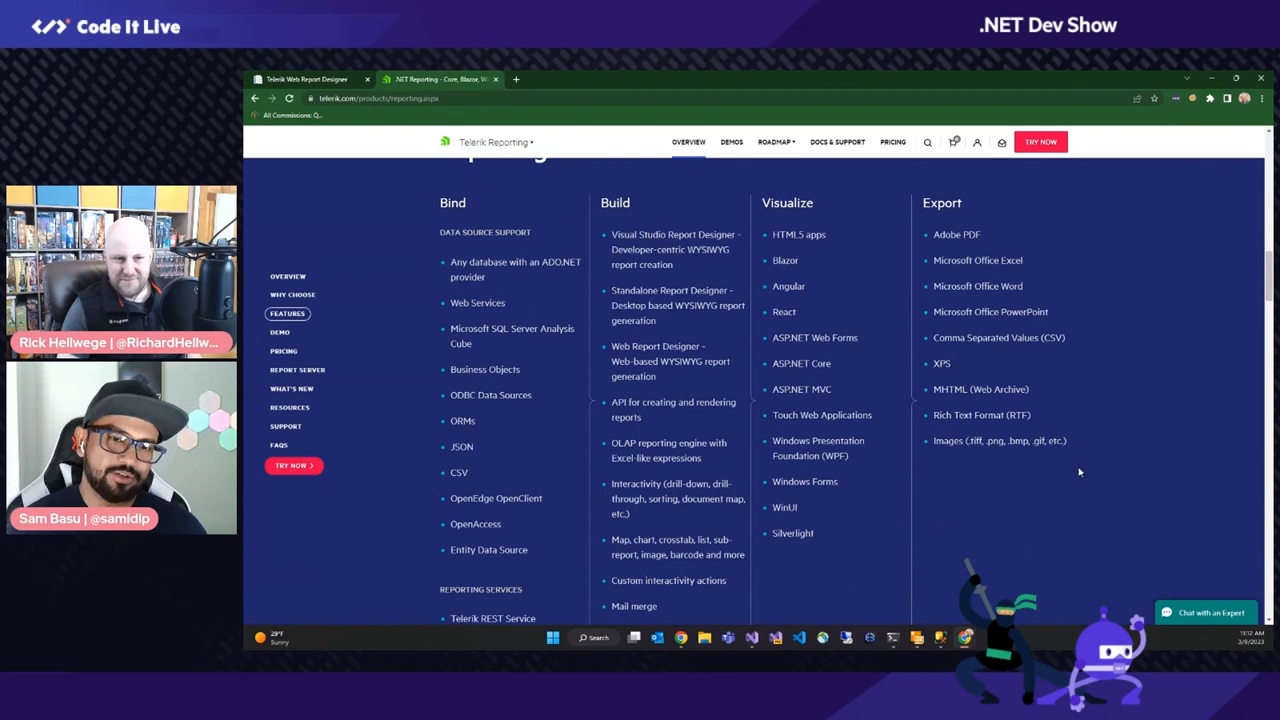 Code It Live
.NET Dev Show
Telerik Web Report Designer
.NET Reporting - Core, Blazor, W
telerik.com/products/reporting.aspx
All Commissions: Q...
Telerik Reporting
OVERVIEW
DEMOS
ROADMAP
DOCS & SUPPORT
PRICING
TRY NOW
OVERVIEW
WHY CHOOSE
FEATURES
DEMO
PRICING
REPORT SERVER
WHAT'S NEW
RESOURCES
SUPPORT
FAQS
TRY NOW
Bind
DATA SOURCE SUPPORT
Any database with an ADO.NET
provider
Web Services
Microsoft SQL Server Analysis
Cube
Business Objects
ODBC Data Sources
ORMs
JSON
CSV
OpenEdge OpenClient
OpenAccess
Entity Data Source
REPORTING SERVICES
Telerik REST Service
Build
Visual Studio Report Designer -
Developer-centric WYSIWYG
report creation
Standalone Report Designer -
Desktop based WYSIWYG report
generation
Web Report Designer -
Web-based WYSIWYG report
generation
API for creating and rendering
reports
OLAP reporting engine with
Excel-like expressions
Interactivity (drill-down, drill-
through, sorting, document map,
etc.)
Map, chart, crosstab, list, sub-
report, image, barcode and more
Custom interactivity actions
Mail merge
Visualize
HTML5 apps
Blazor
Angular
React
ASP.NET Web Forms
ASP.NET Core
ASP.NET MVC
Touch Web Applications
Windows Presentation
Foundation (WPF)
Windows Forms
WinUI
Silverlight
Export
Adobe PDF
Microsoft Office Excel
Microsoft Office Word
Microsoft Office PowerPoint
Comma Separated Values (CSV)
XPS
MHTML (Web Archive)
Rich Text Format (RTF)
Images (.tiff, .png, .bmp, .gif, etc.)
Chat with an Expert
Rick Hellwege | @RichardHellw...
Sam Basu | @samidip
29°F
Sunny
Search
11:12 AM
3/9/2023